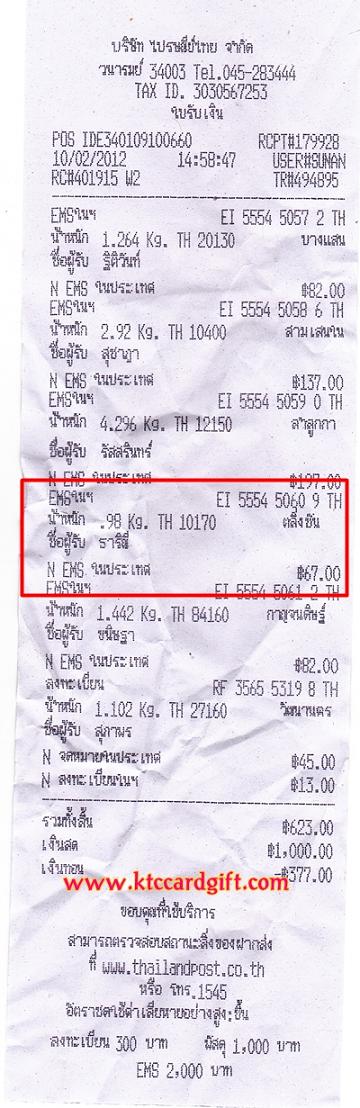 บริษัท ไปรษณีย์ไทย จำกัด
วนารมย์ 34003 Tel.045-283444
TAX ID. 3030567253
ใบรับเงิน
POS IDE340109100660 RCPT#179928
10/02/2012 14:58:47 USER#SUNAN
RC#401915 W2 TR#494895
EMSในฯ EI 5554 5057 2 TH
น้ำหนัก 1.264 Kg. TH 20130 บางแสน
ชื่อผู้รับ ฐิติวันท์
N EMS ในประเทศ ฿82.00
EMSในฯ EI 5554 5058 6 TH
น้ำหนัก 2.92 Kg. TH 10400 สามเสนใน
ชื่อผู้รับ สุชาฎา
N EMS ในประเทศ ฿137.00
EMSในฯ EI 5554 5059 0 TH
น้ำหนัก 4.296 Kg. TH 12150 ลำลูกกา
ชื่อผู้รับ รัสสรินทร์
N EMS ในประเทศ ฿197.00
EMSในฯ EI 5554 5060 9 TH
น้ำหนัก .98 Kg. TH 10170 ตลิ่งชัน
ชื่อผู้รับ
N EMS ในประเทศ ฿67.00
EMSในฯ EI 5554 5061 2 TH
น้ำหนัก 1.442 Kg. TH 84160 กาญจนดิษฐ์
ชื่อผู้รับ ขนิษฐา
N EMS ในประเทศ ฿82.00
ลงทะเบียน RF 3565 5319 8 TH
น้ำหนัก 1.102 Kg. TH 27160 วังนานคร
ชื่อผู้รับ สุภาพร
N จดหมายในประเทศ ฿45.00
N ลงทะเบียนในฯ ฿13.00
รวมทั้งสิ้น ฿623.00
เงินสด ฿1,000.00
เงินทอน -฿377.00
www.ktccardgift.com
ขอบคุณที่ใช้บริการ
สามารถตรวจสอบสถานะสิ่งของฝากส่ง
ที่ www.thailandpost.co.th
หรือ โทร.1545
อัตราชดใช้ค่าเสียหายอย่างสูง:ชิ้น
ลงทะเบียน 300 บาท พัสดุ 1,000 บาท
EMS 2,000 บาท